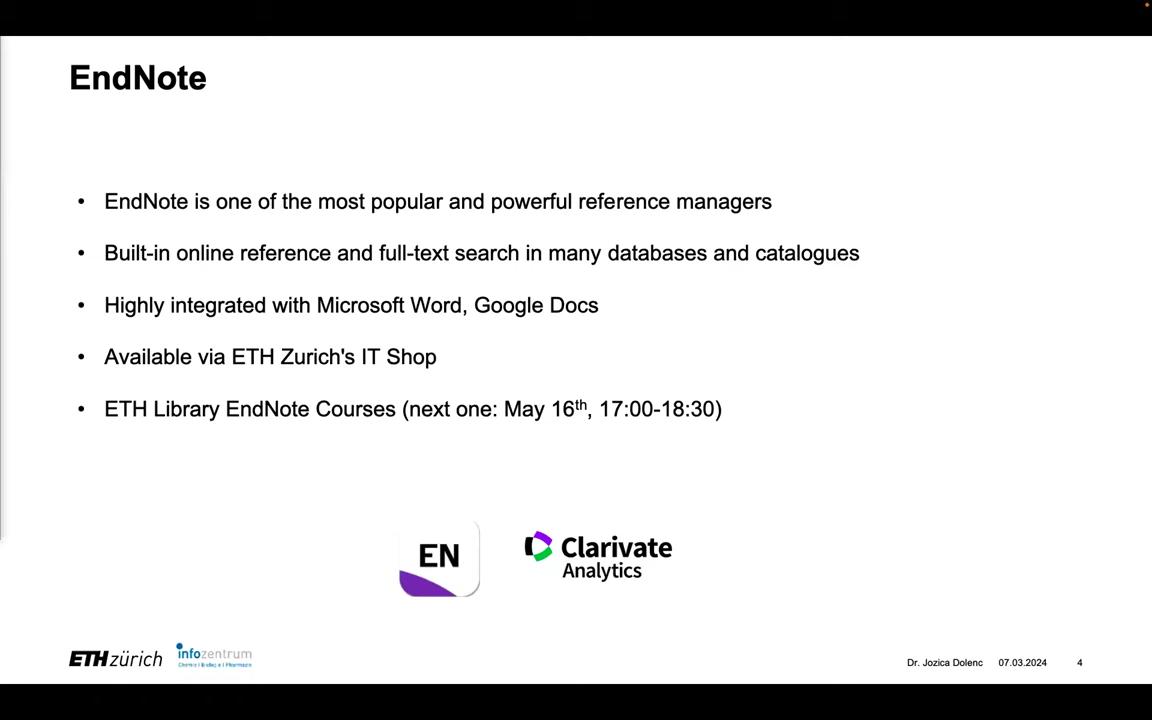 EndNote
• EndNote is one of the most popular and powerful reference managers
• Built-in online reference and full-text search in many databases and catalogues
• Highly integrated with Microsoft Word, Google Docs
• Available via ETH Zurich's IT Shop
• ETH Library EndNote Courses (next one: May 16th, 17:00-18:30)
EN
Clarivate
Analytics
ETH zürich
infozentrum
Chemie | Biologie | Pharmazie
Dr. Jozica Dolenc 07.03.2024 4